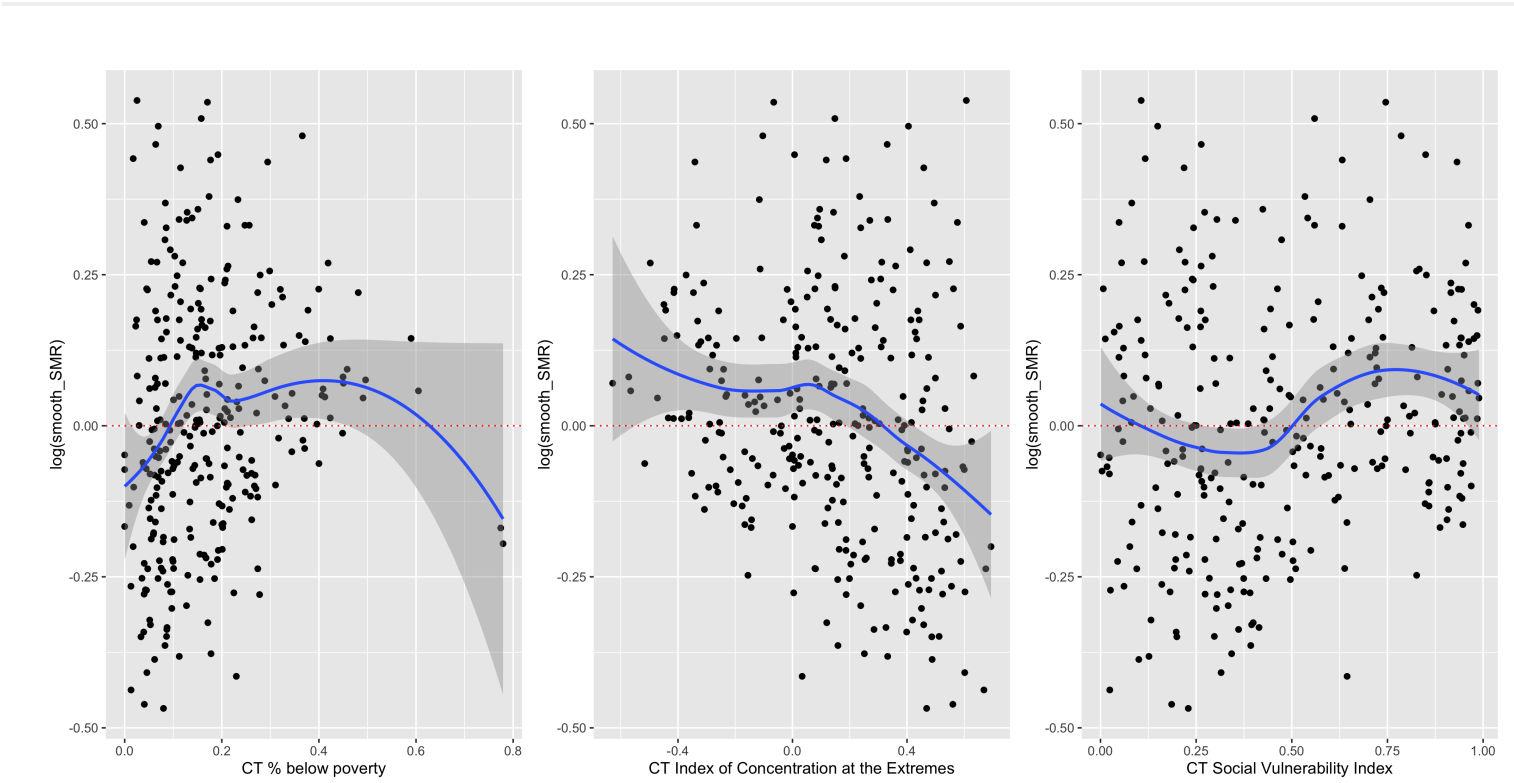 log(smooth_SMR)
0.50
0.25
0.00
-0.25
-0.50
0.0 0.2 0.4 0.6 0.8
CT % below poverty
log(smooth_SMR)
0.50
0.25
0.00
-0.25
-0.50
-0.4 0.0 0.4
CT Index of Concentration at the Extremes
log(smooth_SMR)
0.50
0.25
0.00
-0.25
-0.50
0.00 0.25 0.50 0.75 1.00
CT Social Vulnerability Index